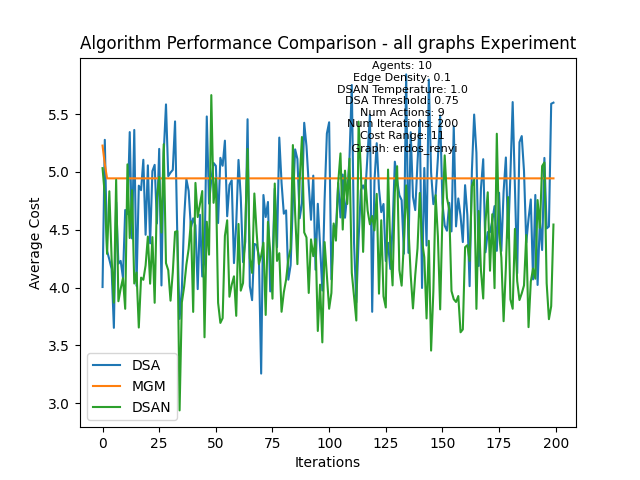 Algorithm Performance Comparison - all graphs Experiment
Agents: 10
Edge Density: 0.1
DSAN Temperature: 1.0
DSA Threshold: 0.75
Num Actions: 9
Num Iterations: 200
Cost Range: 11
Graph: erdos_renyi
Average Cost
5.5
5.0
4.5
4.0
3.5
3.0
DSA
MGM
DSAN
0 25 50 75 100 125 150 175 200
Iterations